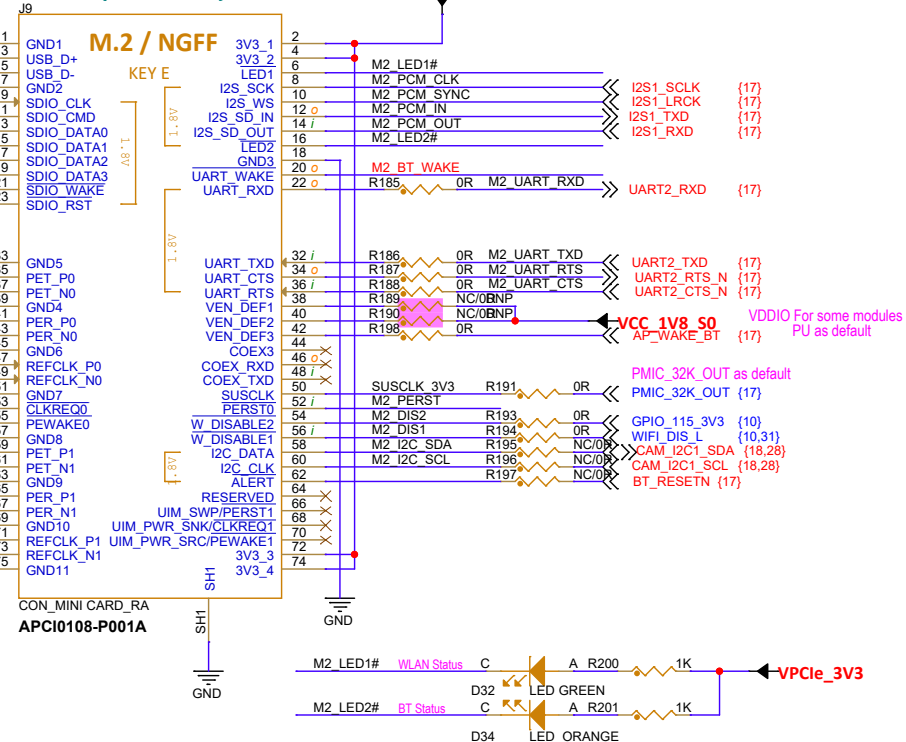 J9
M.2 / NGFF
KEY E
GND1 3V3_1 2
3 USB_D+ 3V3_2 4
USB_D- LED1 6 M2_LED1#
GND2 I2S_SCK 8 M2_PCM_CLK I2S1_SCLK {17}
SDIO_CLK I2S_WS 10 M2_PCM_SYNC I2S1_LRCK {17}
SDIO_CMD I2S_SD_IN 12 o M2_PCM_IN I2S1_TXD {17}
SDIO_DATA0 I2S_SD_OUT 14 i M2_PCM_OUT I2S1_RXD {17}
SDIO_DATA1 LED2 16 M2_LED2#
SDIO_DATA2 GND3 18
SDIO_DATA3 UART_WAKE 20 o M2_BT_WAKE
SDIO_WAKE UART_RXD 22 o R185 0R M2_UART_RXD UART2_RXD {17}
SDIO_RST
1.8V
1.8V
1.8V
GND5 UART_TXD 32 i R186 0R M2_UART_TXD UART2_TXD {17}
PET_P0 UART_CTS 34 o R187 0R M2_UART_RTS UART2_RTS_N {17}
PET_N0 UART_RTS 36 i R188 0R M2_UART_CTS UART2_CTS_N {17}
GND4 VEN_DEF1 38 R189 NC/0R DNP
PER_P0 VEN_DEF2 40 R190 NC/0R DNP VCC_1V8_S0
PER_N0 VEN_DEF3 42 R198 0R AP_WAKE_BT {17}
VDDIO For some modules
PU as default
GND6 COEX3 44
REFCLK_P0 COEX_RXD 46 o
REFCLK_N0 COEX_TXD 48 i PMIC_32K_OUT as default
GND7 SUSCLK 50 SUSCLK_3V3 R191 0R PMIC_32K_OUT {17}
CLKREQ0 PERST0 52 i M2_PERST
PEWAKE0 W_DISABLE2 54 M2_DIS2 R193 0R GPIO_115_3V3 {10}
GND8 W_DISABLE1 56 i M2_DIS1 R194 0R WIFI_DIS_L {10,31}
PET_P1 I2C_DATA 58 M2_I2C_SDA R195 NC/0R CAM_I2C1_SDA {18,28}
PET_N1 I2C_CLK 60 M2_I2C_SCL R196 NC/0R CAM_I2C1_SCL {18,28}
GND9 ALERT 62 R197 NC/0R BT_RESETN {17}
1.8V
PER_P1 RESERVED 64
PER_N1 UIM_SWP/PERST1 66
GND10 UIM_PWR_SNK/CLKREQ1 68
REFCLK_P1 UIM_PWR_SRC/PEWAKE1 70
REFCLK_N1 3V3_3 72
GND11 3V3_4 74
SH1
CON_MINI CARD_RA
APCI0108-P001A
SH1
GND
GND
M2_LED1# WLAN Status C A R200 1K
D32 LED GREEN
VPCIe_3V3
M2_LED2# BT Status C A R201 1K
D34 LED ORANGE